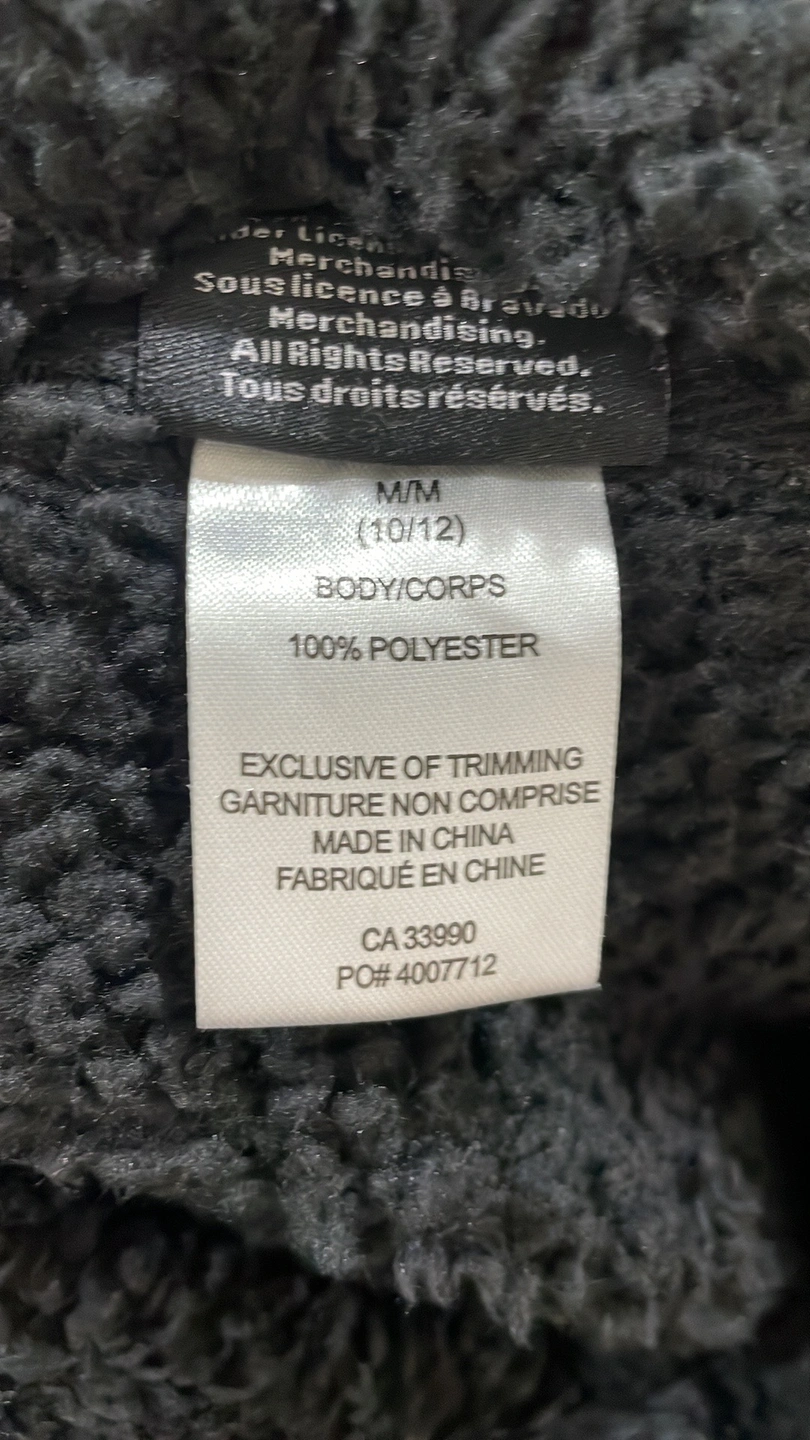 Merchandis
Sous licence à Bravado
Merchandising.
All Rights Reserved.
Tous droits résérvés.
M/M
(10/12)
BODY/CORPS
100% POLYESTER
EXCLUSIVE OF TRIMMING
GARNITURE NON COMPRISE
MADE IN CHINA
FABRIQUÉ EN CHINE
CA 33990
PO# 4007712